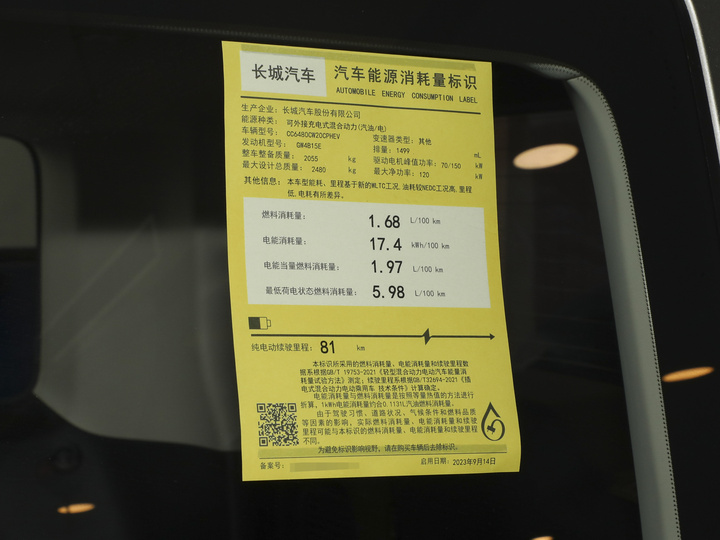 长城汽车
汽车能源消耗量标识
AUTOMOBILE ENERGY CONSUMPTION LABEL
生产企业: 长城汽车股份有限公司
能源种类: 可外接充电式混合动力(汽油/电)
车辆型号: CC6480CW20CPHEV 变速器类型: 其他
发动机型号: GW4B15E 排量: 1499 mL
整车整备质量: 2055 kg 驱动电机峰值功率: 70/150 kW
最大设计总质量: 2480 kg 最大净功率: 120 kW
其他信息: 本车型能耗、里程基于新的WLTC工况,油耗较NEDC工况高,里程
低,电耗有所差异。
燃料消耗量: 1.68 L/100 km
电能消耗量: 17.4 kWh/100 km
电能当量燃料消耗量: 1.97 L/100 km
最低荷电状态燃料消耗量: 5.98 L/100 km
纯电动续驶里程: 81 km
本标识所采用的燃料消耗量、电能消耗量和续驶里程数
据系根据GB/T 19753-2021《轻型混合动力电动汽车能量消
耗量试验方法》测定; 续驶里程系根据GB/T32694-2021《插
电式混合动力电动乘用车 技术条件》计算确定。
电能消耗量与燃料消耗量是按照等量热值的方法进行
折算, 1kWh电能消耗量约合0.1131L汽油燃料消耗量。
由于驾驶习惯、道路状况、气候条件和燃料品质
等因素的影响, 实际燃料消耗量、电能消耗量和续驶
里程可能与本标识的燃料消耗量、电能消耗量和续驶里程
不同。
为避免标识影响视野, 请在购买车辆后去除标识。
备案号:
启用日期: 2023年9月14日